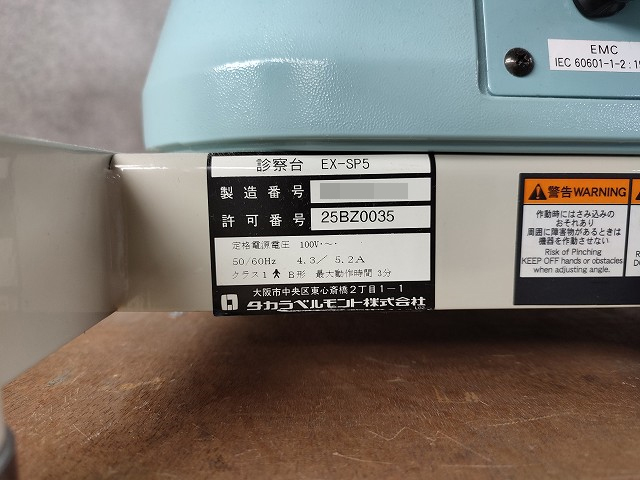 EMC
IEC 60601-1-2:1
診察台 EX-SP5
製造番号
許可番号 25BZ0035
定格電源電圧 100V・~・
50/60Hz 4.3/ 5.2A
クラス1 B形 最大動作時間 3分
大阪市中央区東心斎橋2丁目1-1
タカラベルモント株式会社
警告WARNING
作動時にはさみ込みの
おそれあり
周囲に障害物があるときは
機器を作動させない
Risk of Pinching
KEEP OFF hands or obstacles
when adjusting angle.